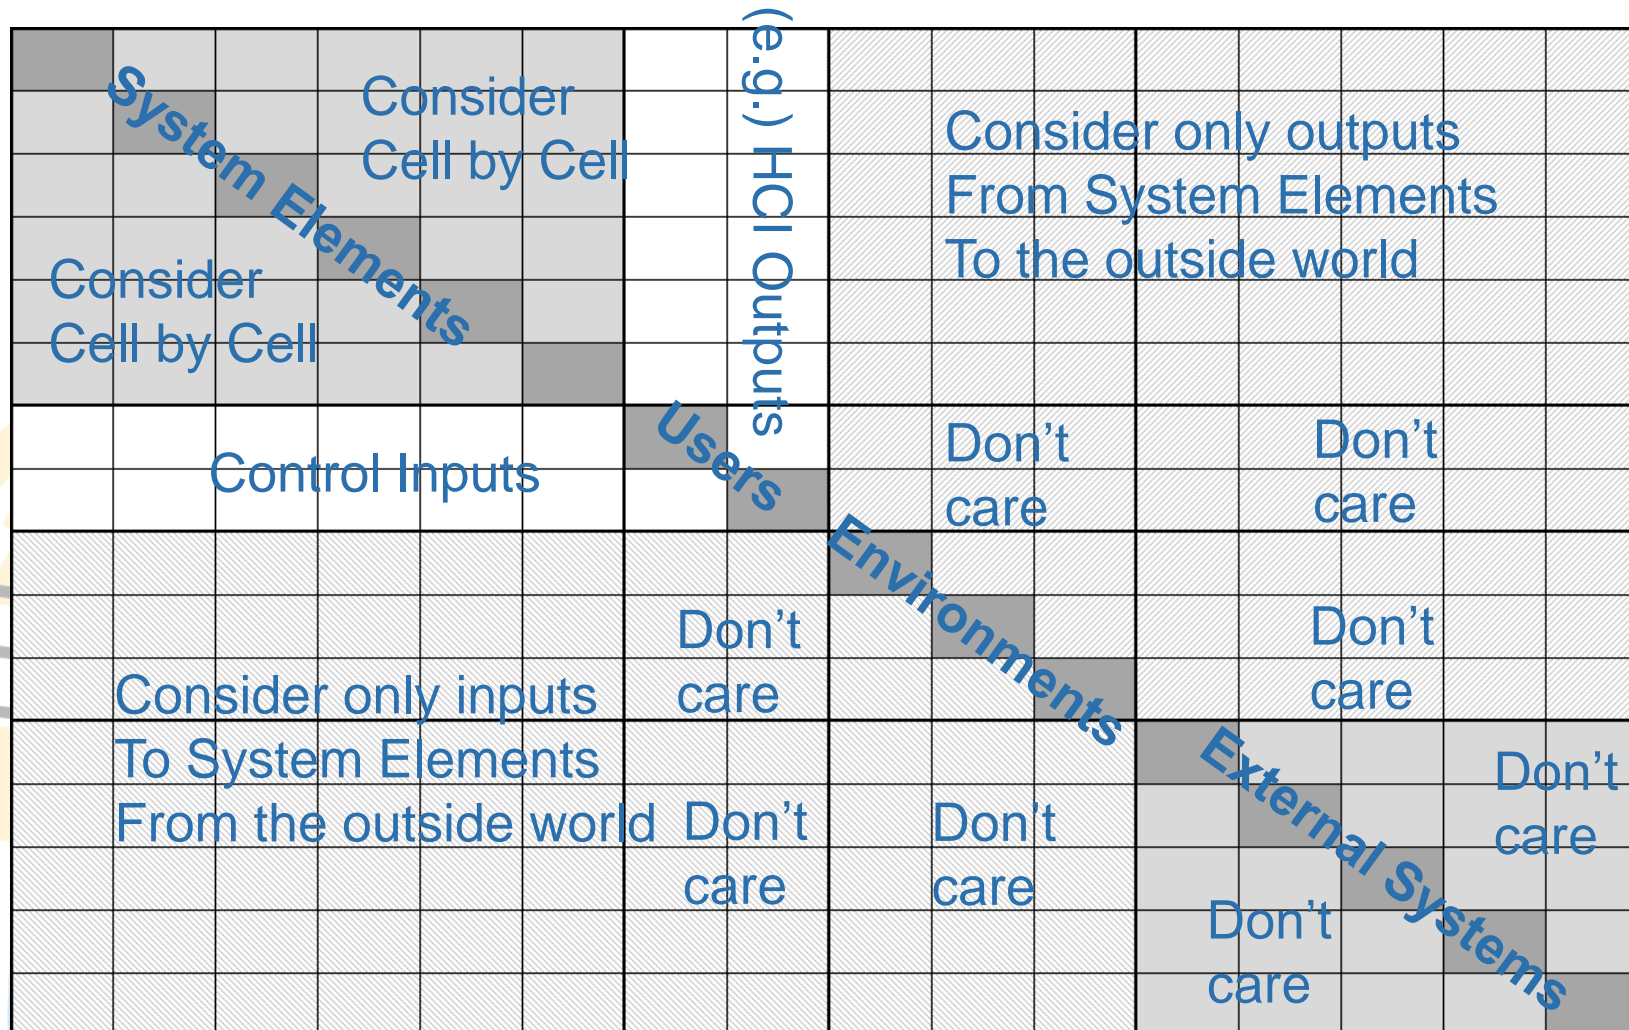 (e.g.) HCI Outputs
System Elements
Consider
Cell by Cell
Consider only outputs
From System Elements
To the outside world
Consider
Cell by Cell
Control Inputs
Users
Don’t
care
Don’t
care
Environments
Don’t
care
Don’t
care
Consider only inputs
To System Elements
From the outside world
Don’t
care
Don’t
care
External Systems
Don’t
care
Don’t
care